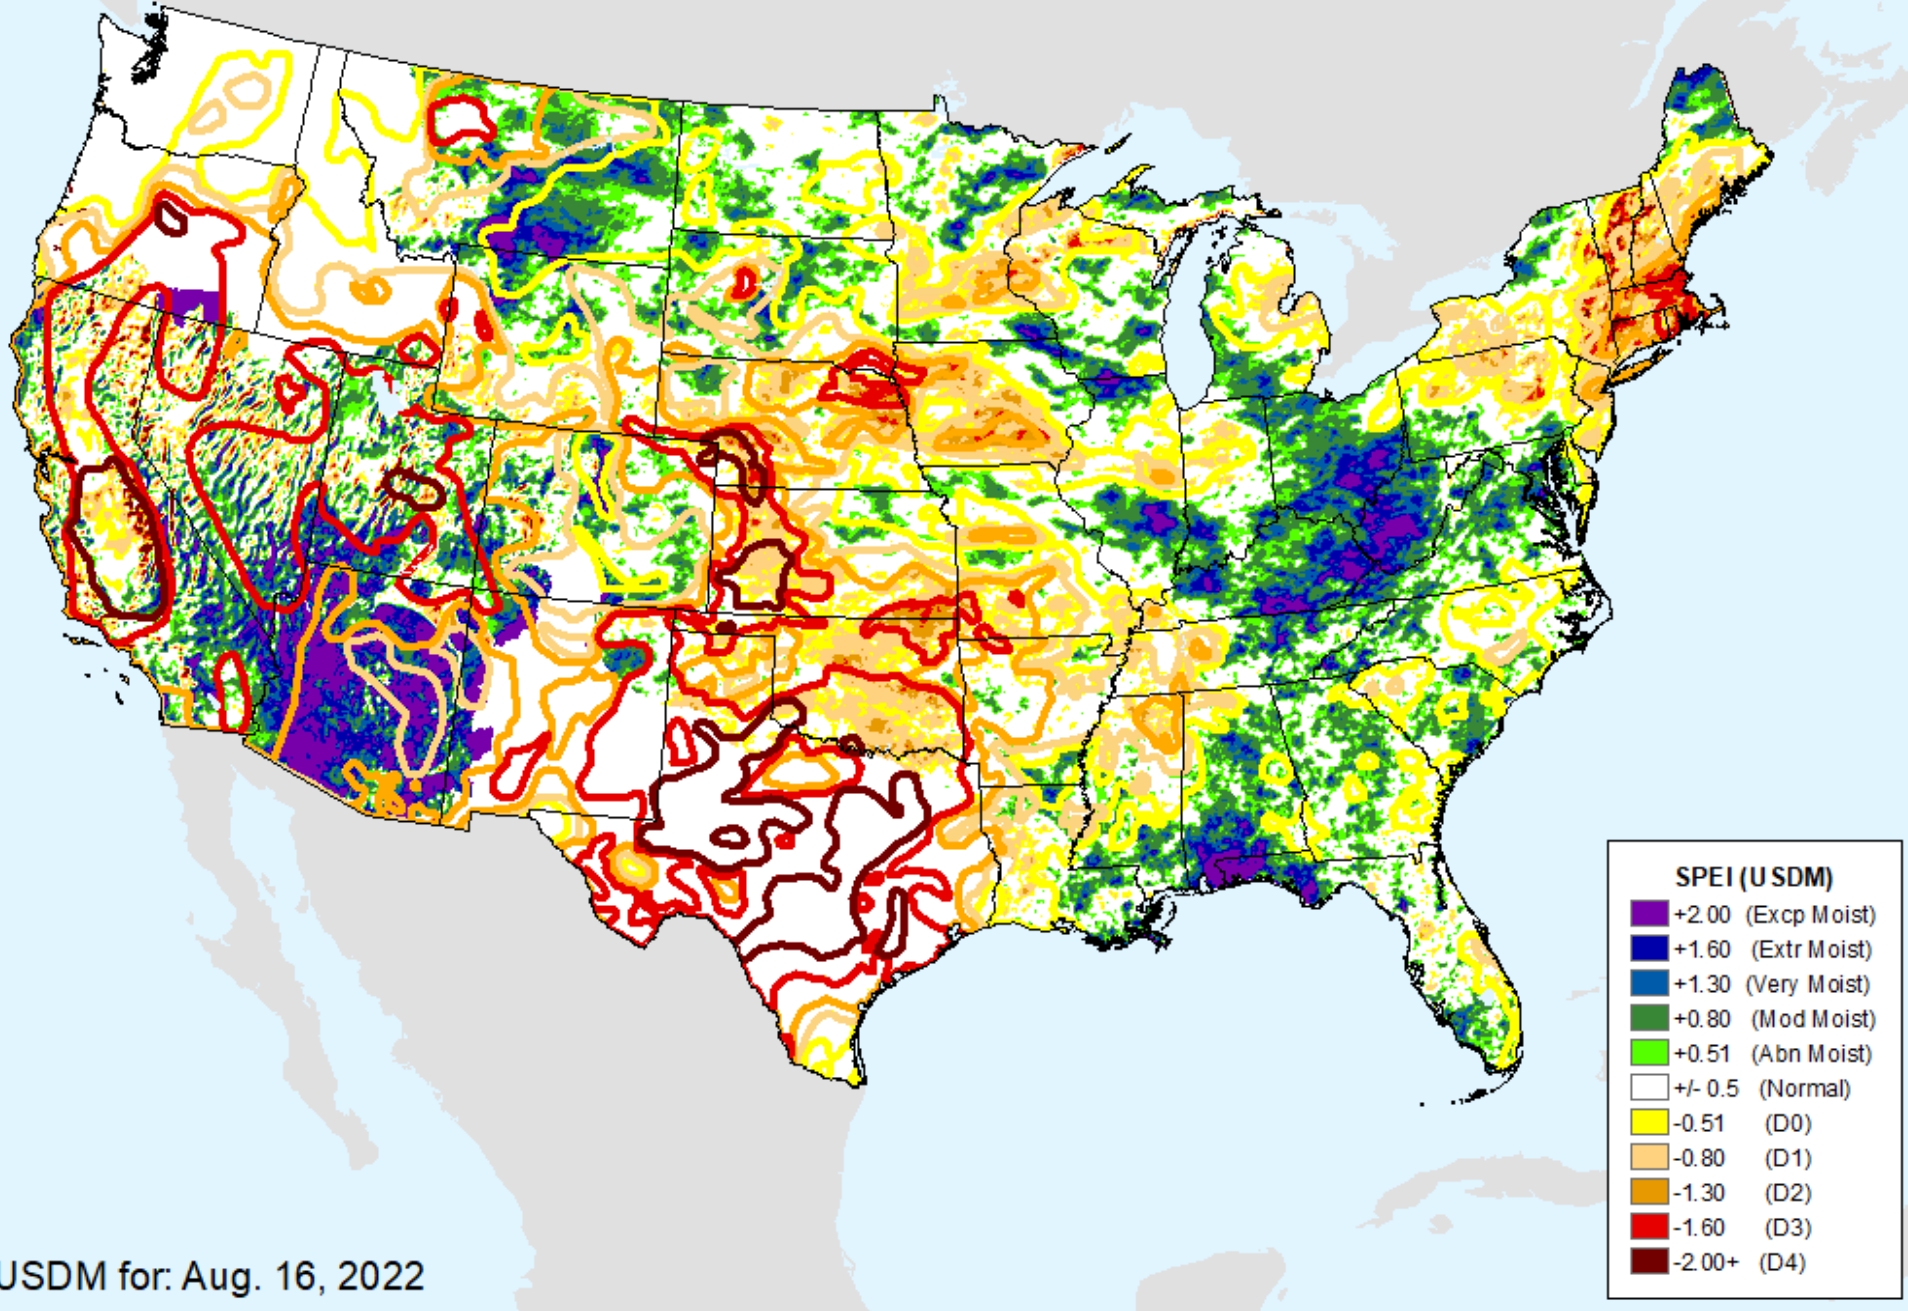 SPEI (USDM)
+2.00 (Excp Moist)
+1.60 (Extr Moist)
+1.30 (Very Moist)
+0.80 (Mod Moist)
+0.51 (Abn Moist)
+/- 0.5 (Normal)
-0.51 (D0)
-0.80 (D1)
-1.30 (D2)
-1.60 (D3)
-2.00+ (D4)
USDM for: Aug. 16, 2022